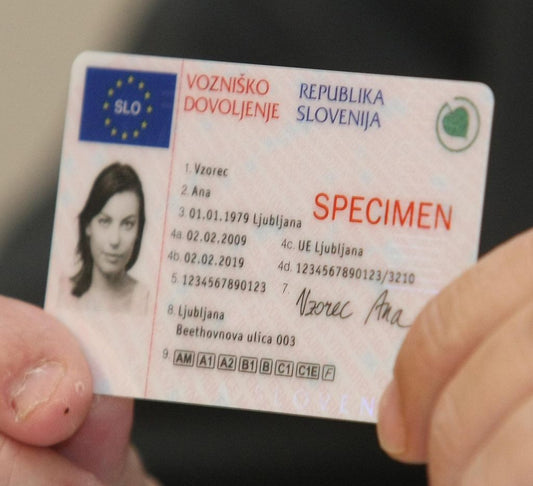 SLO
VOZNIŠKO
DOVOLJENJE
REPUBLIKA
SLOVENIJA
1. Vzorec
2. Ana
SPECIMEN
3. 01.01.1979 Ljubljana
4a. 02.02.2009
4c. UE Ljubljana
4b. 02.02.2019
4d. 1234567890123/3210
5. 1234567890123
7. Vzorec Ana
8. Ljubljana
Beethovnova ulica 003
9. AM A1 A2 B1 B C1 C1E F